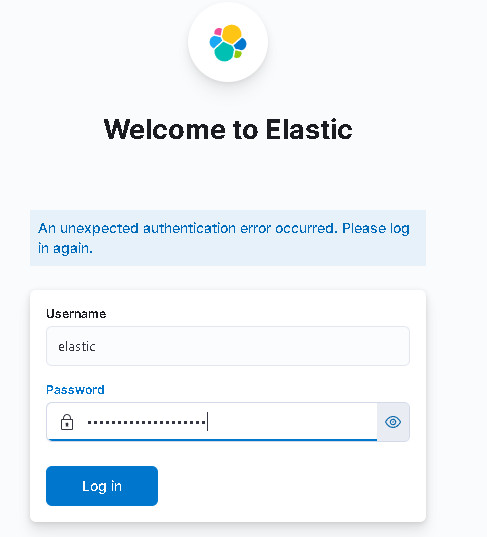 Welcome to Elastic
An unexpected authentication error occurred. Please log
in again.
Username
elastic
Password
Log in